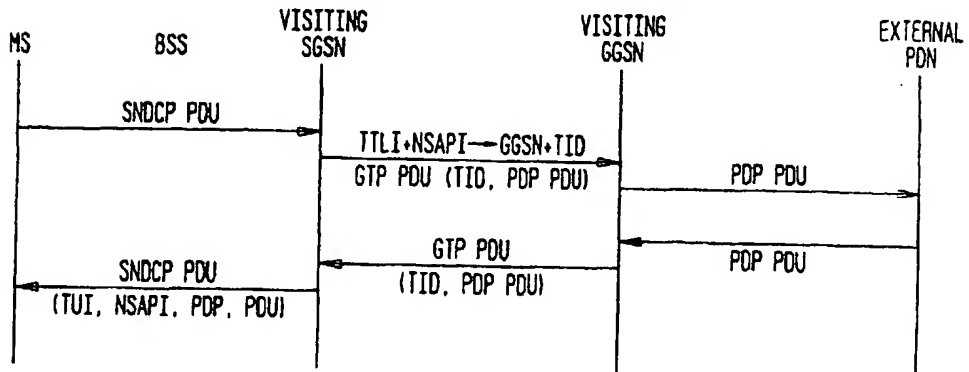 MS
BSS
VISITING
SGSN
VISITING
GGSN
EXTERNAL
PDN
SNDCP PDU
TTLI+NSAPI→GGSN+TID
GTP PDU (TID, PDP PDU)
PDP PDU
GTP PDU
(TID, PDP PDU)
PDP PDU
SNDCP PDU
(TUI, NSAPI, PDP, PDU)